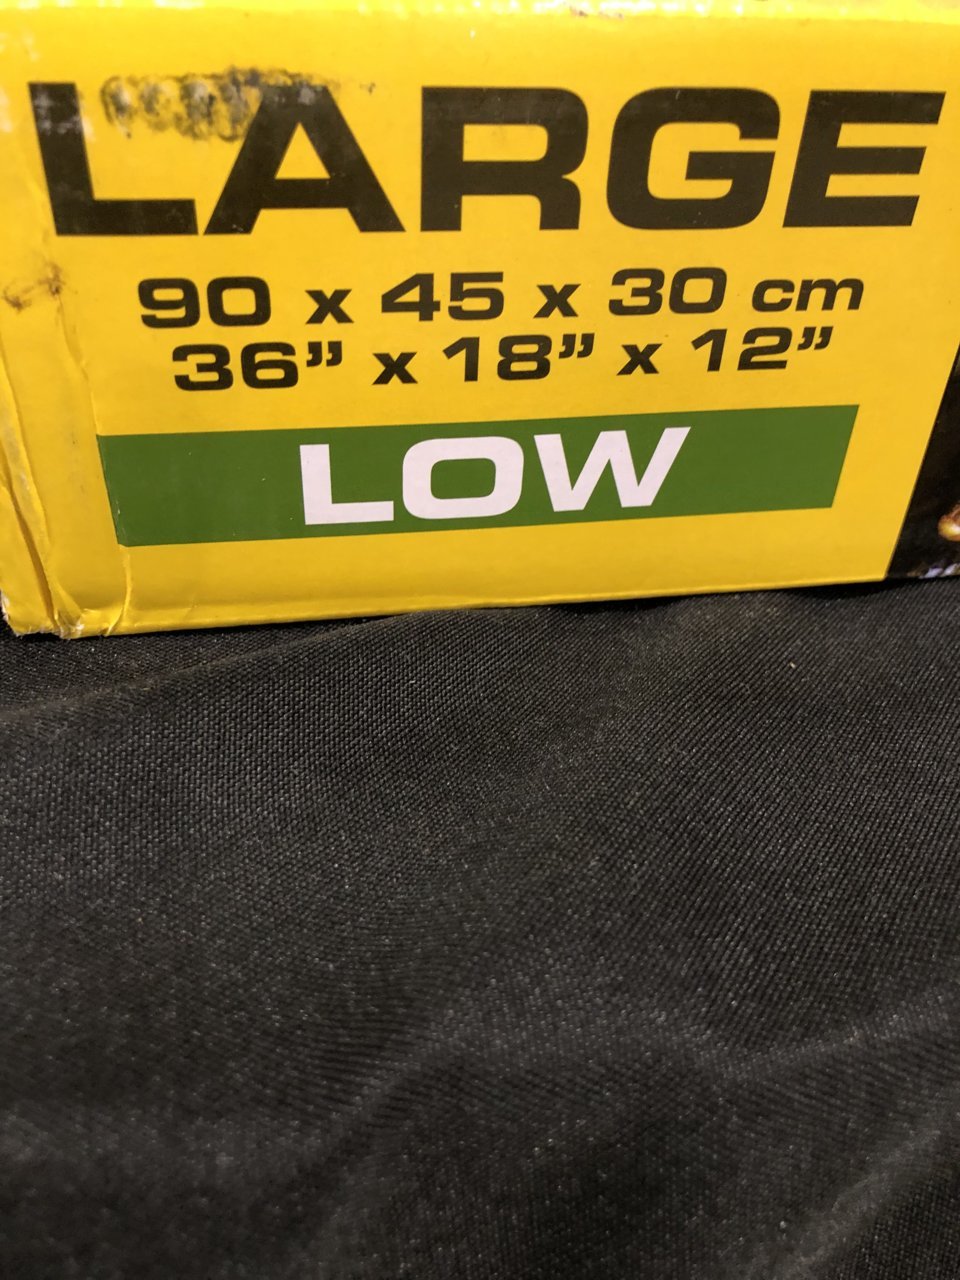 LARGE
90 x 45 x 30 cm
36” x 18” x 12”
LOW